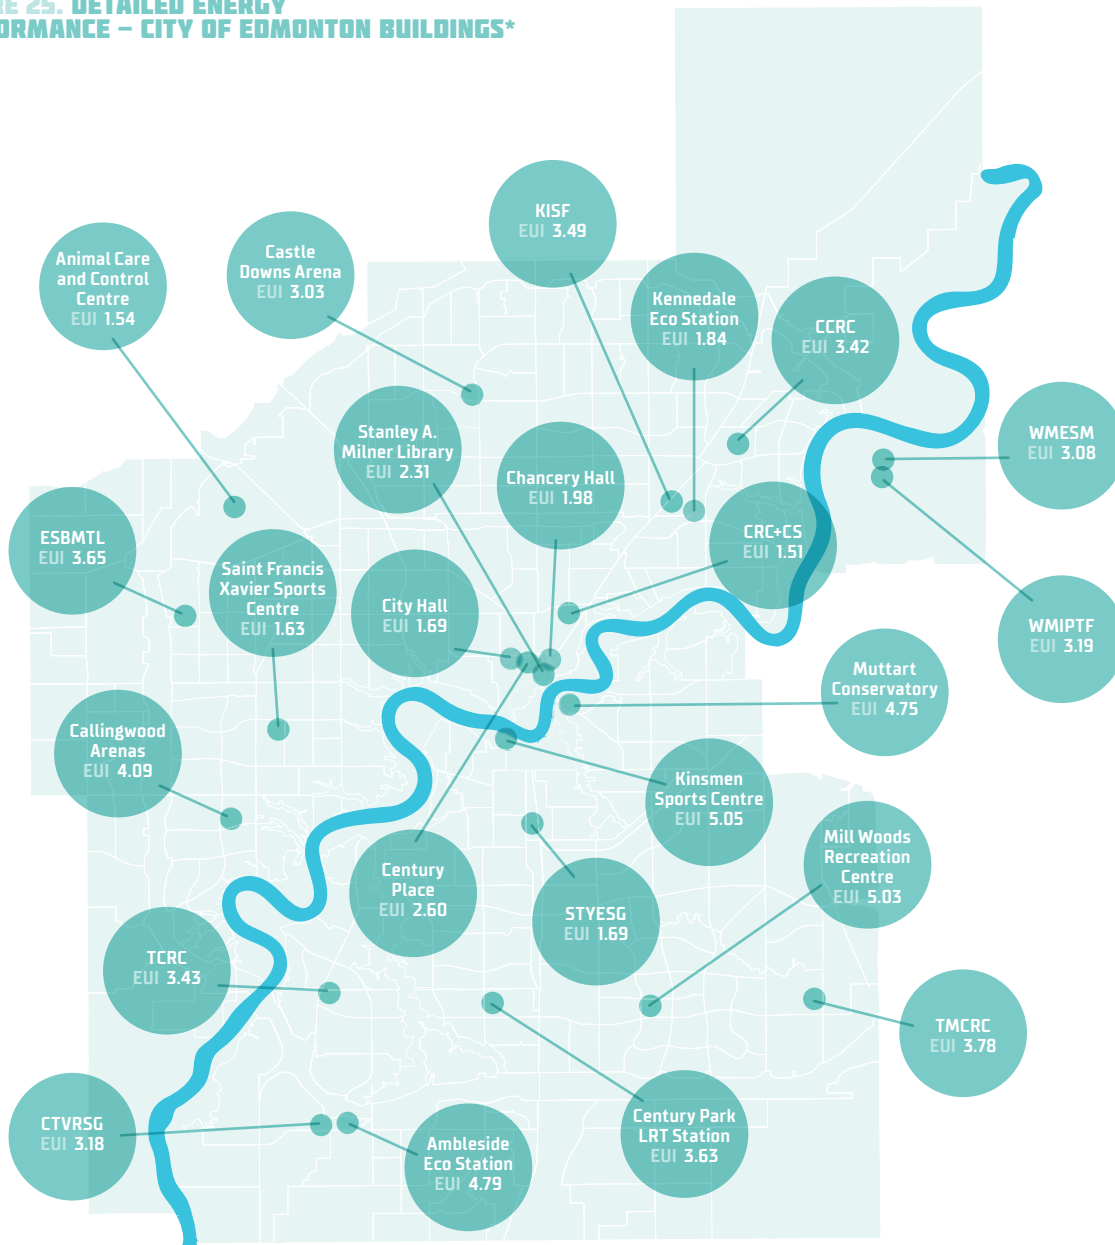 RE 25. DETAILED ENERGY
ORMANCE – CITY OF EDMONTON BUILDINGS*
KISF
EUI 3.49
Castle
Downs Arena
EUI 3.03
Animal Care
and Control
Centre
EUI 1.54
Kennedale
Eco Station
EUI 1.84
CCRC
EUI 3.42
Stanley A.
Milner Library
EUI 2.31
WMESM
EUI 3.08
Chancery Hall
EUI 1.98
ESBMTL
EUI 3.65
CRC+CS
EUI 1.51
Saint Francis
Xavier Sports
Centre
EUI 1.63
City Hall
EUI 1.69
WMIPTF
EUI 3.19
Muttart
Conservatory
EUI 4.75
Callingwood
Arenas
EUI 4.09
Kinsmen
Sports Centre
EUI 5.05
Mill Woods
Recreation
Centre
EUI 5.03
Century
Place
EUI 2.60
STYESG
EUI 1.69
TCRC
EUI 3.43
TMCRC
EUI 3.78
CTVRSG
EUI 3.18
Century Park
LRT Station
EUI 3.63
Ambleside
Eco Station
EUI 4.79